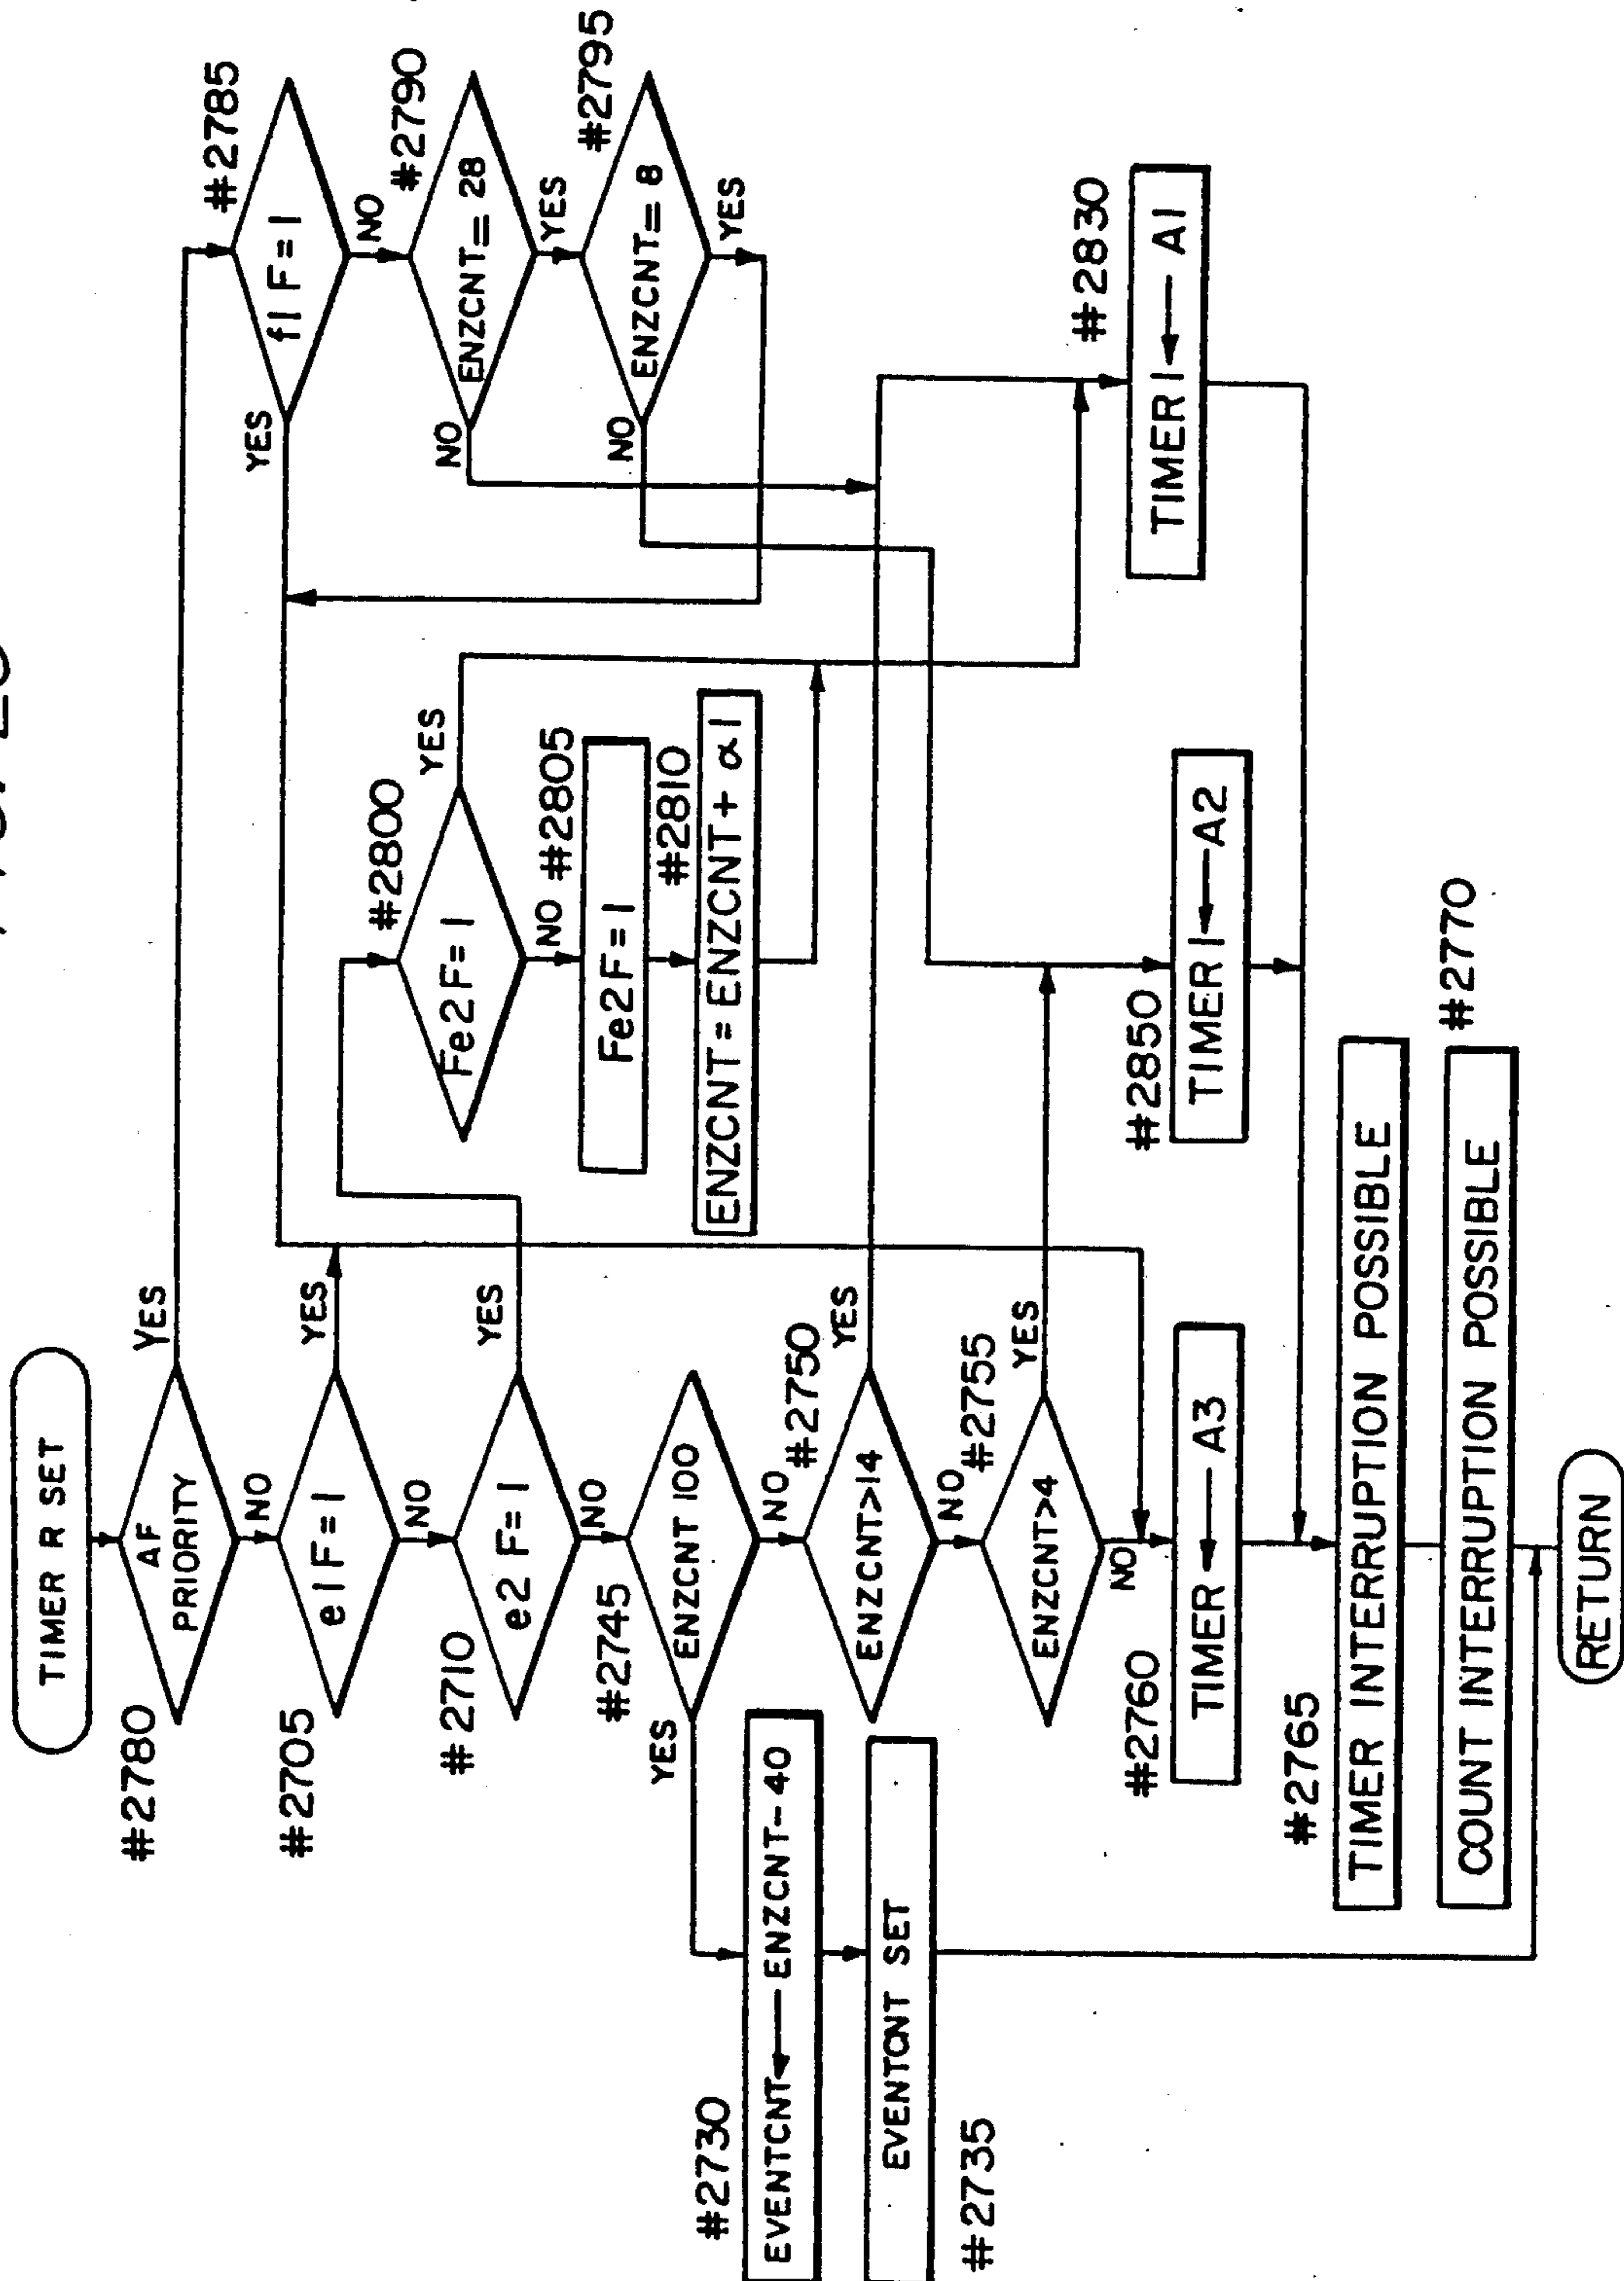 TIMER R SET
#2780
AF
PRIORITY
YES
NO
#2705
e1F=1
YES
NO
#2710
e2F=1
YES
NO
#2745
ENZCNT 100
YES
NO
#2730
EVENTCNT←ENZCNT-40
#2735
EVENTCNT SET
#2750
ENZCNT>14
YES
NO
#2755
ENZCNT>4
YES
NO
#2760
TIMER←A3
#2765
TIMER INTERRUPTION POSSIBLE
#2770
COUNT INTERRUPTION POSSIBLE
RETURN
#2800
Fe2F=1
YES
NO
#2805
Fe2F=1
#2810
ENZCNT=ENZCNT+α1
#2850
TIMER1←A2
#2785
f1F=1
YES
NO
#2790
ENZCNT=28
NO
YES
#2795
ENZCNT=8
NO
YES
#2830
TIMER1←A1